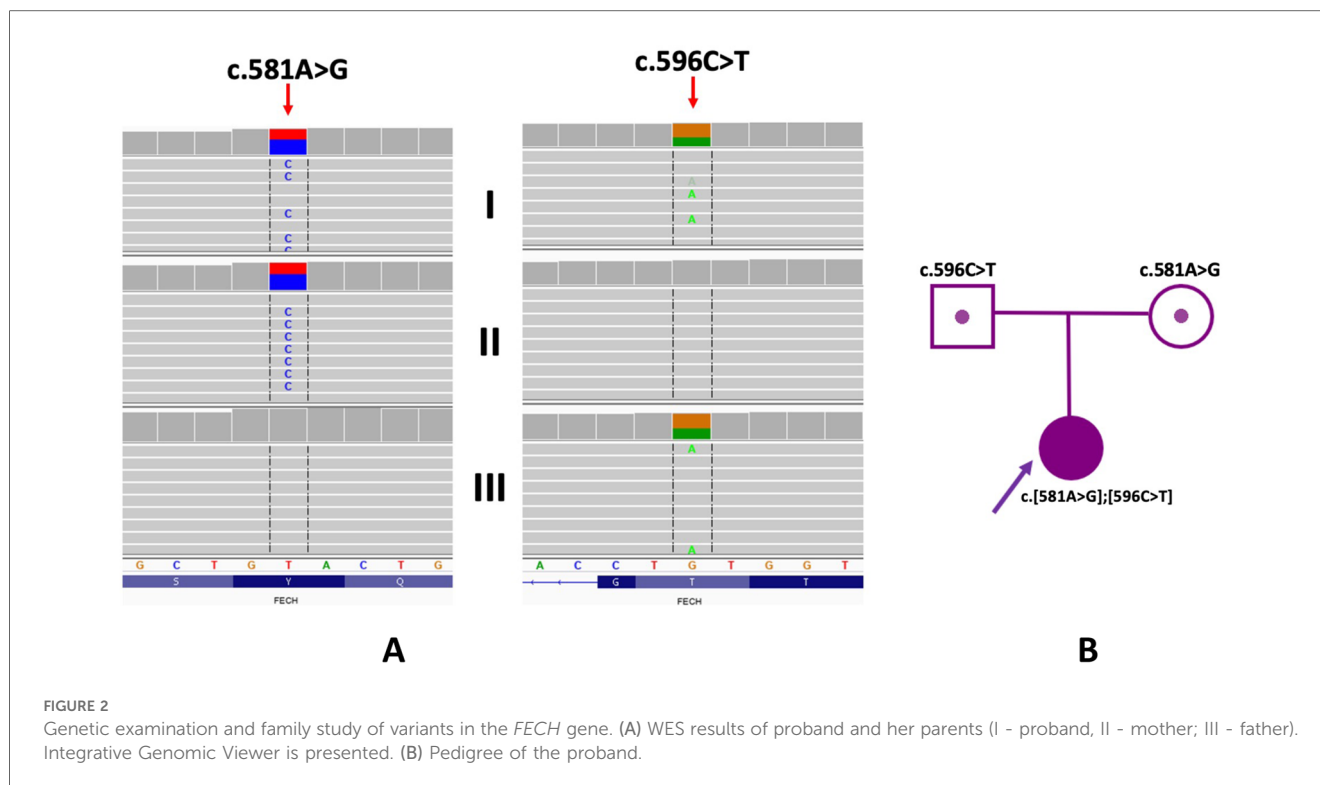 c.581A>G
c.596C>T
C
C
C
C
C
I
A
A
A
C
C
C
C
C
C
C
II
III
A
A
G C T G T A C T G
S Y Q
FECH
A C C T G T G G T
G T T
FECH
A
c.596C>T
c.581A>G
c.[581A>G];[596C>T]
B
FIGURE 2
Genetic examination and family study of variants in the FECH gene. (A) WES results of proband and her parents (I - proband, II - mother; III - father).
Integrative Genomic Viewer is presented. (B) Pedigree of the proband.